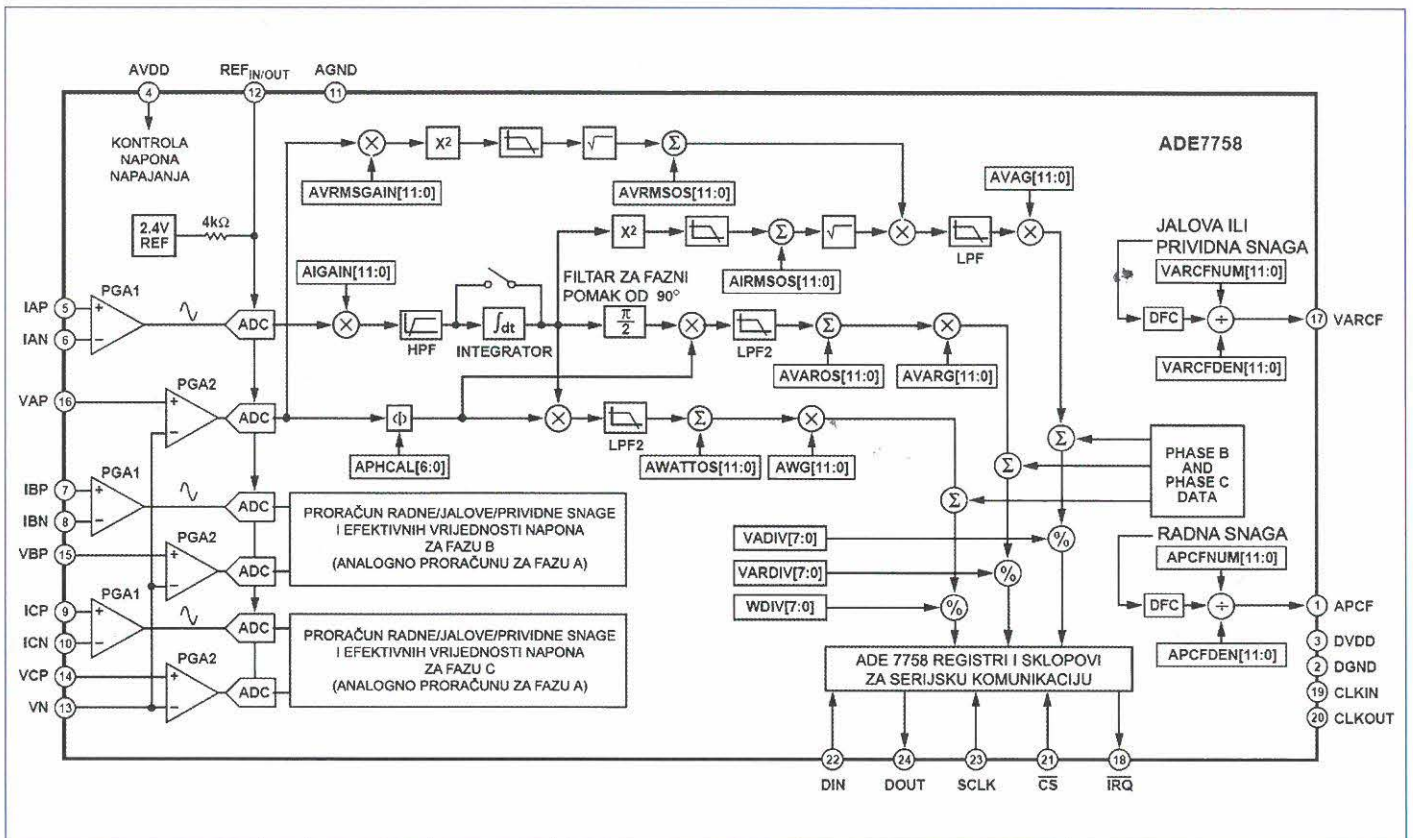 AVDD
REF IN/OUT
AGND
4
12
11
KONTROLA
NAPONA
NAPAJANJA
ADE7758
X²
√
Σ
AVRMSGAIN[11:0]
AVRMSOS[11:0]
AVAG[11:0]
2.4V
REF
4kΩ
X²
Σ
√
LPF
JALOVA ILI
PRIVIDNA SNAGA
VARCFNUM[11:0]
AIGAIN[11:0]
AIRMSOS[11:0]
FILTAR ZA FAZNI
POMAK OD 90°
IAP
5
PGA1
+
IAN
6
−
ADC
HPF
∫dt
INTEGRATOR
π
2
LPF2
Σ
DFC
÷
17
VARCF
VARCFDEN[11:0]
AVAROS[11:0]
AVARG[11:0]
VAP
16
PGA2
+
−
ADC
Φ
LPF2
Σ
APHCAL[6:0]
AWATTOS[11:0]
AWG[11:0]
Σ
Σ
Σ
PHASE B
AND
PHASE C
DATA
IBP
7
PGA1
+
IBN
8
−
ADC
VBP
15
PGA2
+
−
ADC
PRORAČUN RADNE/JALOVE/PRIVIDNE SNAGE
I EFEKTIVNIH VRIJEDNOSTI NAPONA
ZA FAZU B
(ANALOGNO PRORAČUNU ZA FAZU A)
VADIV[7:0]
%
VARDIV[7:0]
%
WDIV[7:0]
%
RADNA SNAGA
APCFNUM[11:0]
DFC
÷
1
APCF
APCFDEN[11:0]
ICP
9
PGA1
+
ICN
10
−
ADC
VCP
14
PGA2
+
VN
13
−
ADC
PRORAČUN RADNE/JALOVE/PRIVIDNE SNAGE
I EFEKTIVNIH VRIJEDNOSTI NAPONA
ZA FAZU C
(ANALOGNO PRORAČUNU ZA FAZU A)
ADE 7758 REGISTRI I SKLOPOVI
ZA SERIJSKU KOMUNIKACIJU
3
DVDD
2
DGND
19
CLKIN
20
CLKOUT
22
24
23
21
18
DIN
DOUT
SCLK
CS
IRQ